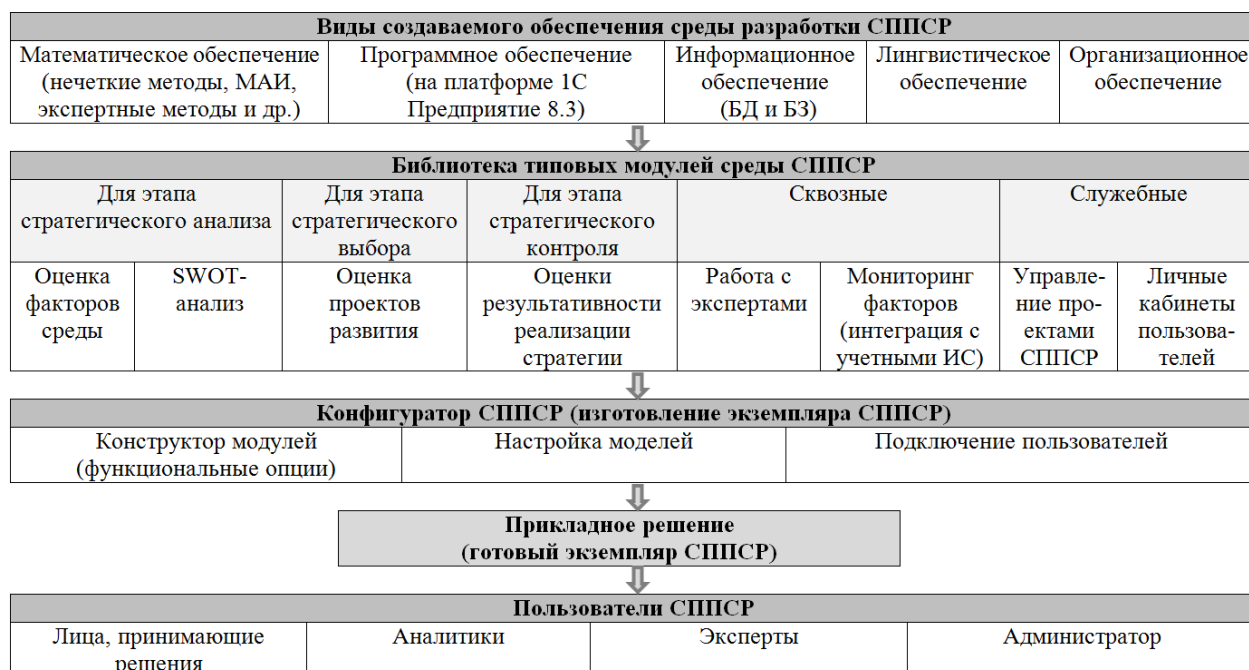 Виды создаваемого обеспечения среды разработки СППСР
Математическое обеспечение
(нечеткие методы, МАИ,
экспертные методы и др.)
Программное обеспечение
(на платформе 1С
Предприятие 8.3)
Информационное
обеспечение
(БД и БЗ)
Лингвистическое
обеспечение
Организационное
обеспечение
Библиотека типовых модулей среды СППСР
Для этапа
стратегического анализа
Для этапа
стратегического
выбора
Для этапа
стратегического
контроля
Сквозные
Служебные
Оценка
факторов
среды
SWOT-
анализ
Оценка
проектов
развития
Оценки
результативности
реализации
стратегии
Работа с
экспертами
Мониторинг
факторов
(интеграция с
учетными ИС)
Управле-
ние про-
ектами
СППСР
Личные
кабинеты
пользова-
телей
Конфигуратор СППСР (изготовление экземпляра СППСР)
Конструктор модулей
(функциональные опции)
Настройка моделей
Подключение пользователей
Прикладное решение
(готовый экземпляр СППСР)
Пользователи СППСР
Лица, принимающие
решения
Аналитики
Эксперты
Администратор